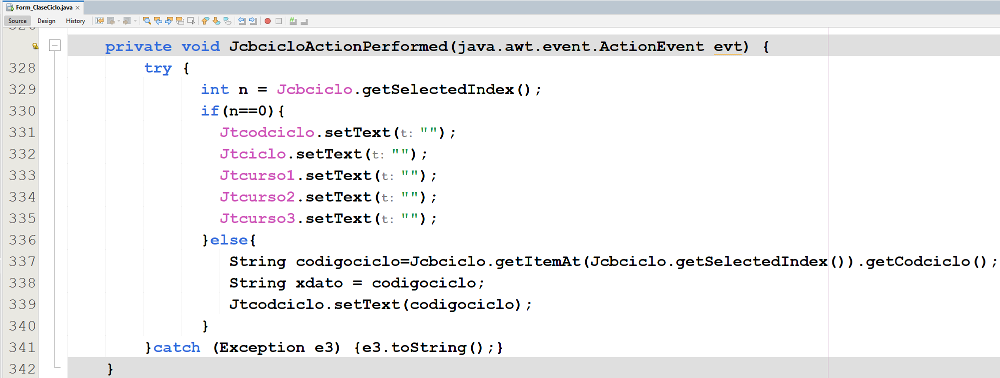 Form_ClaseCiclo.java ×
Source Design History
private void JcbcicloActionPerformed(java.awt.event.ActionEvent evt) {
328 try {
329 int n = Jcbciclo.getSelectedIndex();
330 if(n==0){
331 Jtcodciclo.setText(t: "");
332 Jtciclo.setText(t: "");
333 Jtcurso1.setText(t: "");
334 Jtcurso2.setText(t: "");
335 Jtcurso3.setText(t: "");
336 }else{
337 String codigociclo=Jcbciclo.getItemAt(Jcbciclo.getSelectedIndex()).getCodciclo();
338 String xdato = codigociclo;
339 Jtcodciclo.setText(codigociclo);
340 }
341 }catch (Exception e3) {e3.toString();}
342 }